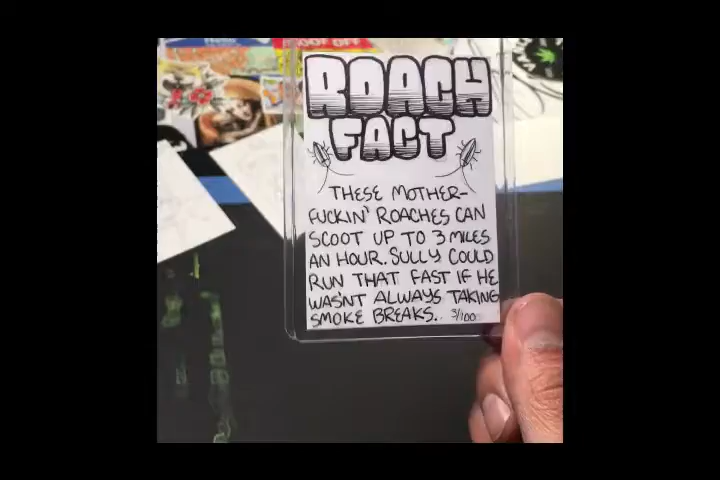 ROACH
FACT
THESE MOTHER-
FUCKIN' ROACHES CAN
SCOOT UP TO 3 MILES
AN HOUR. SULLY COULD
RUN THAT FAST IF HE
WASN'T ALWAYS TAKING
SMOKE BREAKS..
3/100